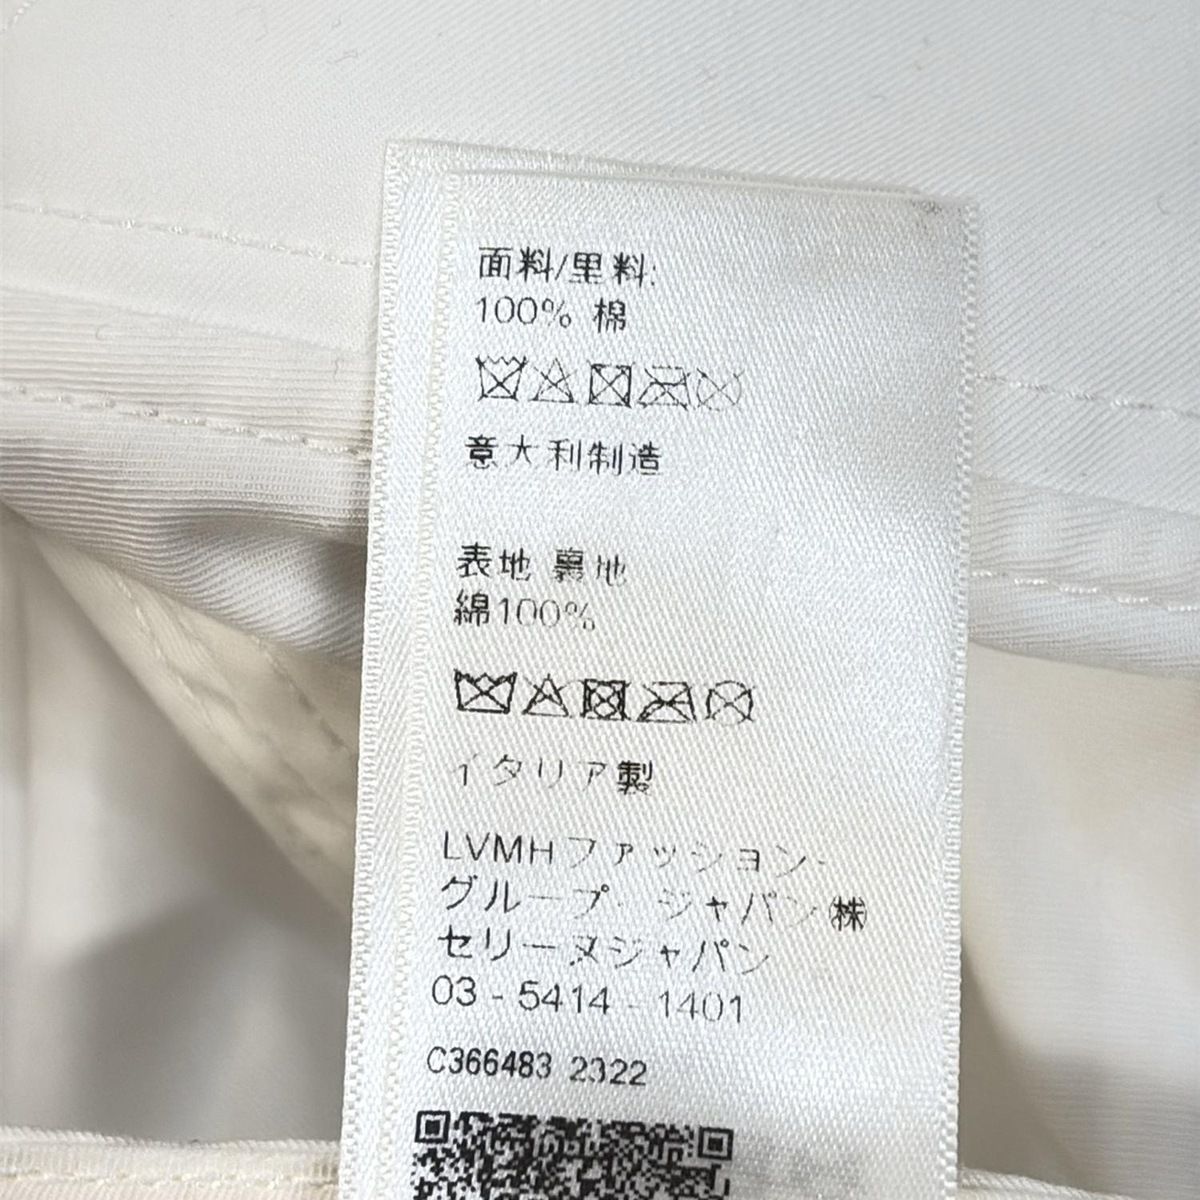 面料/里料:
100% 棉
意大利制造
表地 裏地
綿100%
イタリア製
LVMHファッション・
グループ・ジャパン㈱
セリーヌジャパン
03 - 5414 - 1401
C366483 2322